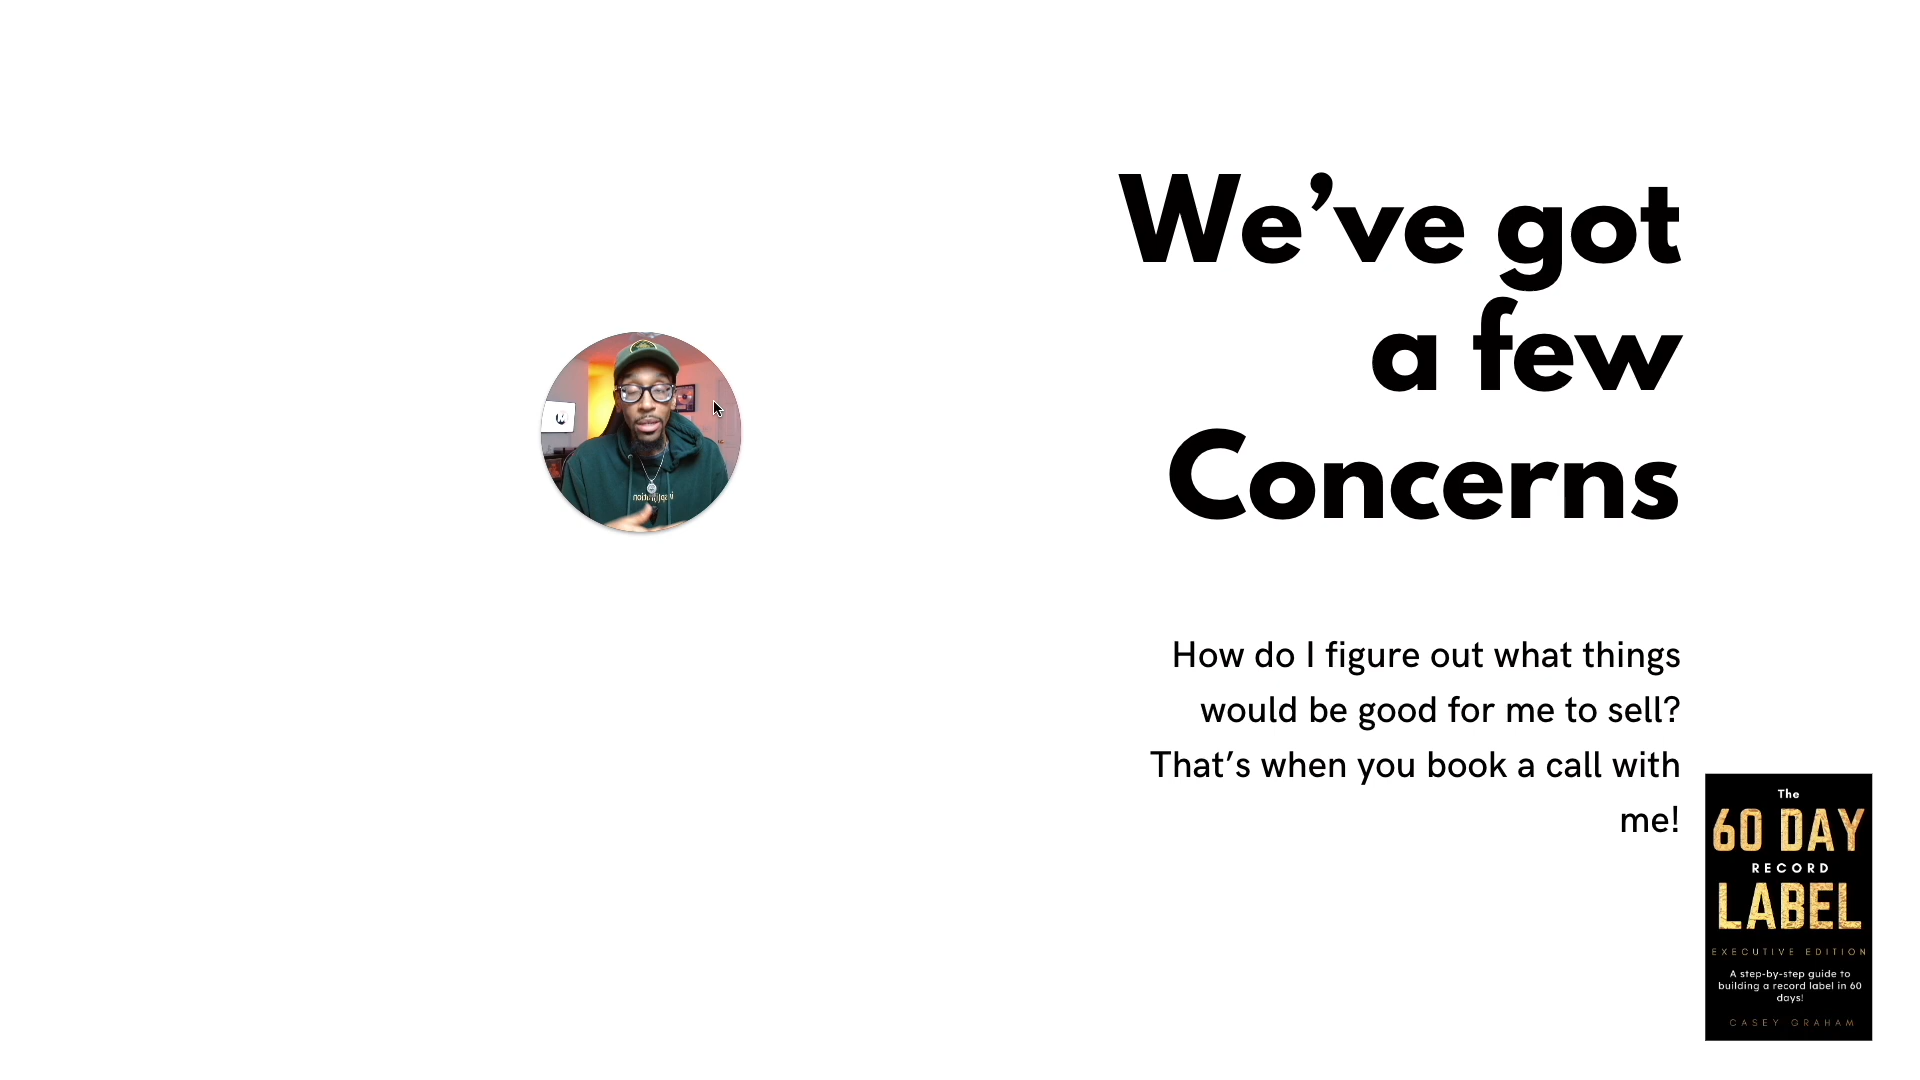 We’ve got
a few
Concerns
How do I figure out what things
would be good for me to sell?
That’s when you book a call with
me!
The
60 DAY
RECORD
LABEL
EXECUTIVE EDITION
A step-by-step guide to
building a record label in 60
days!
CASEY GRAHAM